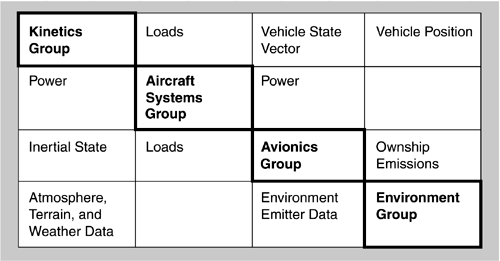 Kinetics
Group
Loads
Vehicle State
Vector
Vehicle Position
Power
Aircraft
Systems
Group
Power
Inertial State
Loads
Avionics
Group
Ownship
Emissions
Atmosphere,
Terrain, and
Weather Data
Environment
Emitter Data
Environment
Group